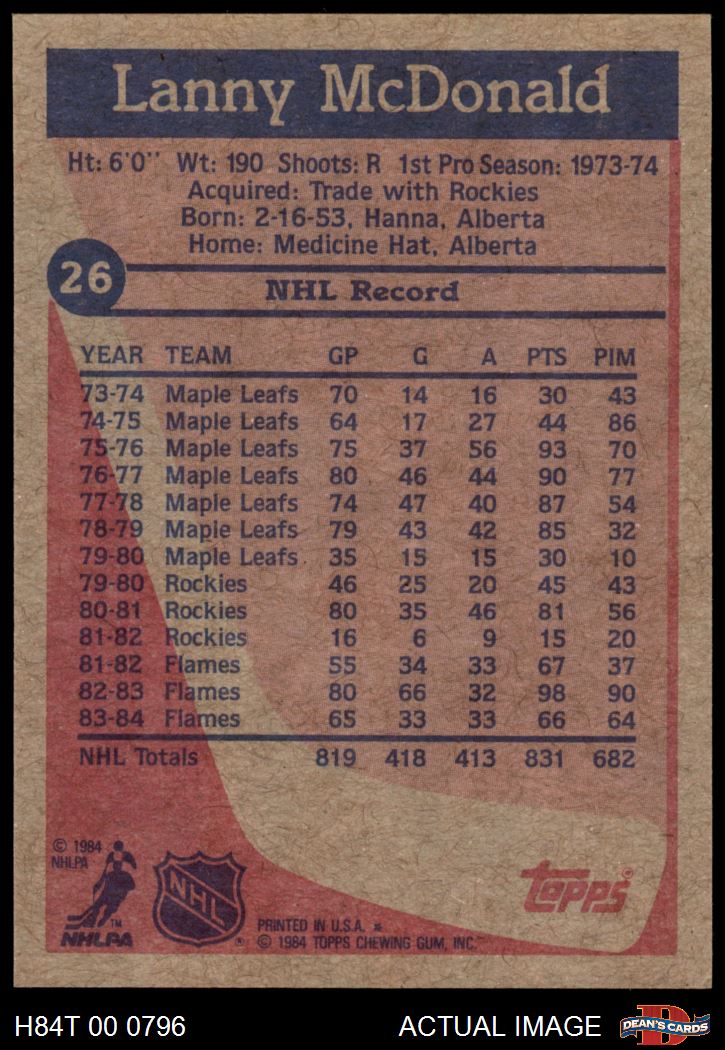 Lanny McDonald
Ht: 6'0" Wt: 190 Shoots: R 1st Pro Season: 1973-74
Acquired: Trade with Rockies
Born: 2-16-53, Hanna, Alberta
Home: Medicine Hat, Alberta
26
NHL Record
YEAR TEAM GP G A PTS PIM
73-74 Maple Leafs 70 14 16 30 43
74-75 Maple Leafs 64 17 27 44 86
75-76 Maple Leafs 75 37 56 93 70
76-77 Maple Leafs 80 46 44 90 77
77-78 Maple Leafs 74 47 40 87 54
78-79 Maple Leafs 79 43 42 85 32
79-80 Maple Leafs 35 15 15 30 10
79-80 Rockies 46 25 20 45 43
80-81 Rockies 80 35 46 81 56
81-82 Rockies 16 6 9 15 20
81-82 Flames 55 34 33 67 37
82-83 Flames 80 66 32 98 90
83-84 Flames 65 33 33 66 64
NHL Totals 819 418 413 831 682
© 1984
NHLPA
TM
NHLPA
NHL
®
topps®
PRINTED IN U.S.A. *
© 1984 TOPPS CHEWING GUM, INC.
H84T 00 0796 ACTUAL IMAGE
D
DEAN'S CARDS